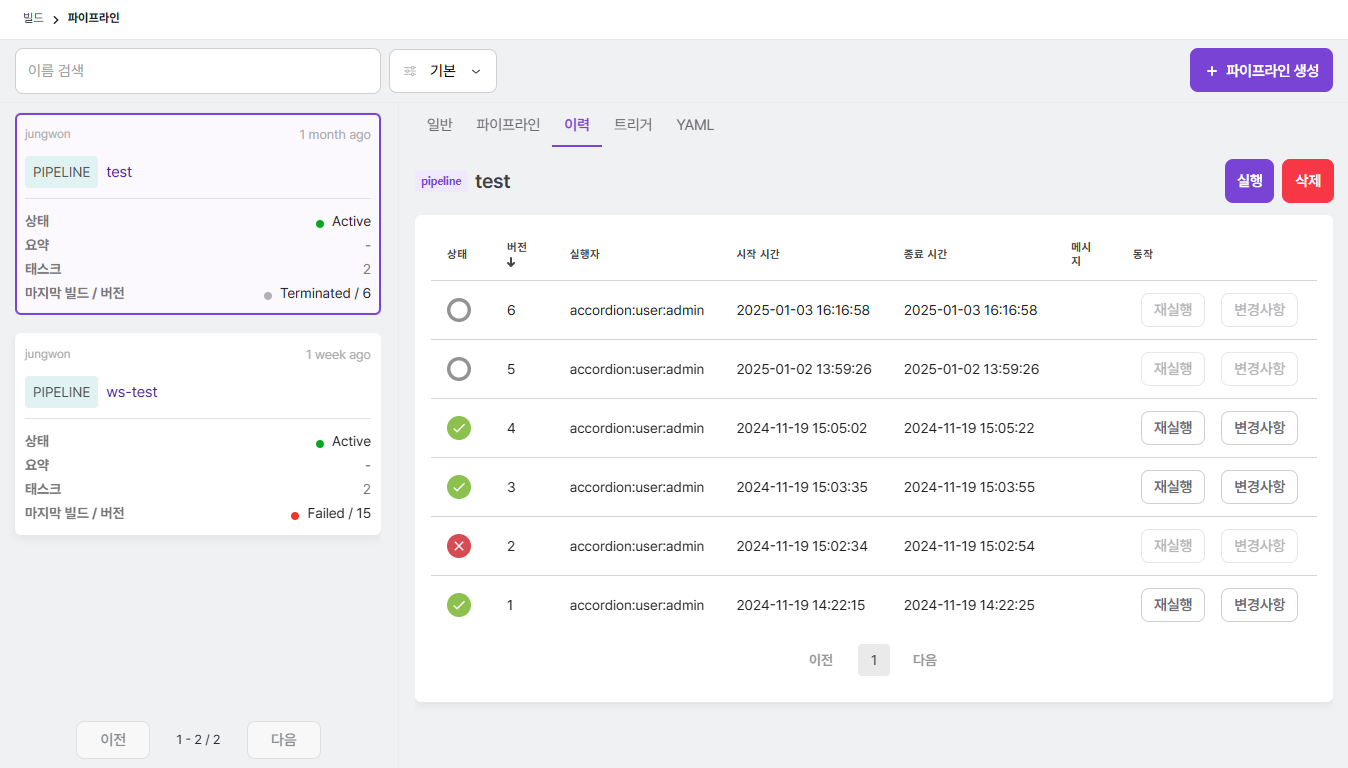 빌드 > 파이프라인
이름 검색
기본
+ 파이프라인 생성
jungwon
1 month ago
PIPELINE test
상태 Active
요약 -
태스크 2
마지막 빌드 / 버전 Terminated / 6
jungwon
1 week ago
PIPELINE ws-test
상태 Active
요약 -
태스크 2
마지막 빌드 / 버전 Failed / 15
이전 1 - 2 / 2 다음
일반 파이프라인 이력 트리거 YAML
pipeline test
실행 삭제
상태 버전 ↓ 실행자 시작 시간 종료 시간 메시지 동작
6 accordion:user:admin 2025-01-03 16:16:58 2025-01-03 16:16:58 재실행 변경사항
5 accordion:user:admin 2025-01-02 13:59:26 2025-01-02 13:59:26 재실행 변경사항
4 accordion:user:admin 2024-11-19 15:05:02 2024-11-19 15:05:22 재실행 변경사항
3 accordion:user:admin 2024-11-19 15:03:35 2024-11-19 15:03:55 재실행 변경사항
2 accordion:user:admin 2024-11-19 15:02:34 2024-11-19 15:02:54 재실행 변경사항
1 accordion:user:admin 2024-11-19 14:22:15 2024-11-19 14:22:25 재실행 변경사항
이전 1 다음